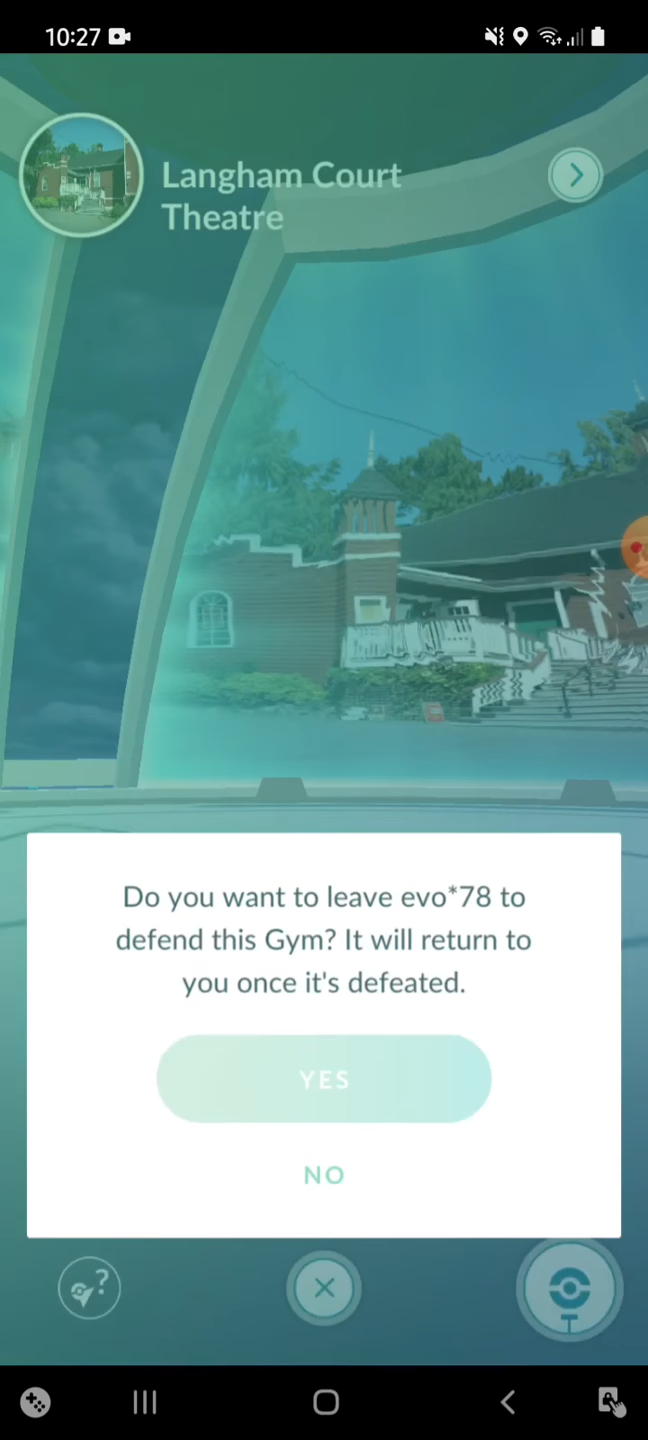 10:27
Langham Court
Theatre
Do you want to leave evo*78 to
defend this Gym? It will return to
you once it's defeated.
YES
NO
?